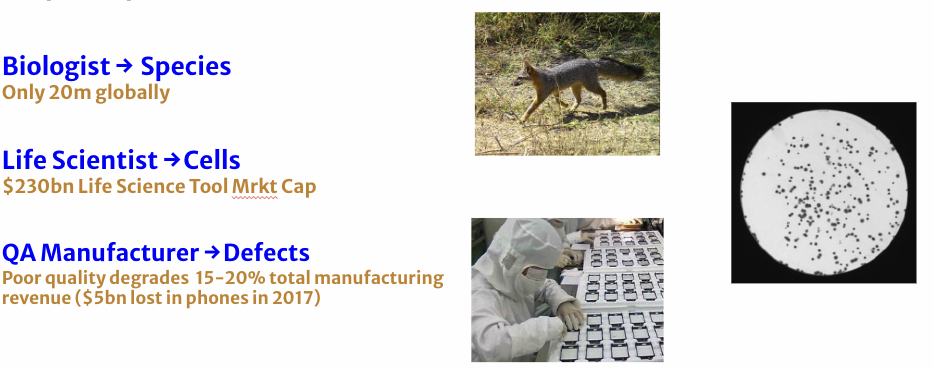 Biologist → Species
Only 20m globally
Life Scientist →Cells
$230bn Life Science Tool Mrkt Cap
QA Manufacturer →Defects
Poor quality degrades 15-20% total manufacturing
revenue ($5bn lost in phones in 2017)